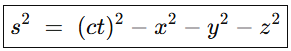 s² = (ct)² − x² − y² − z²